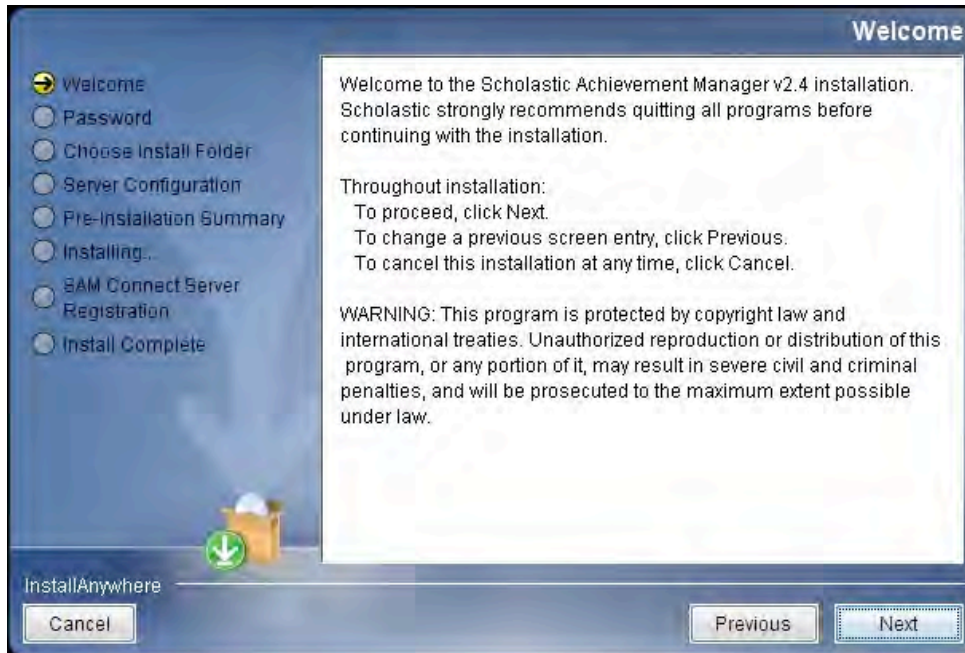 Welcome
Welcome
Password
Choose Install Folder
Server Configuration
Pre-Installation Summary
Installing...
SAM Connect Server
Registration
Install Complete
Welcome to the Scholastic Achievement Manager v2.4 installation.
Scholastic strongly recommends quitting all programs before
continuing with the installation.
Throughout installation:
To proceed, click Next.
To change a previous screen entry, click Previous.
To cancel this installation at any time, click Cancel.
WARNING: This program is protected by copyright law and
international treaties. Unauthorized reproduction or distribution of this
program, or any portion of it, may result in severe civil and criminal
penalties, and will be prosecuted to the maximum extent possible
under law.
InstallAnywhere
Cancel
Previous
Next